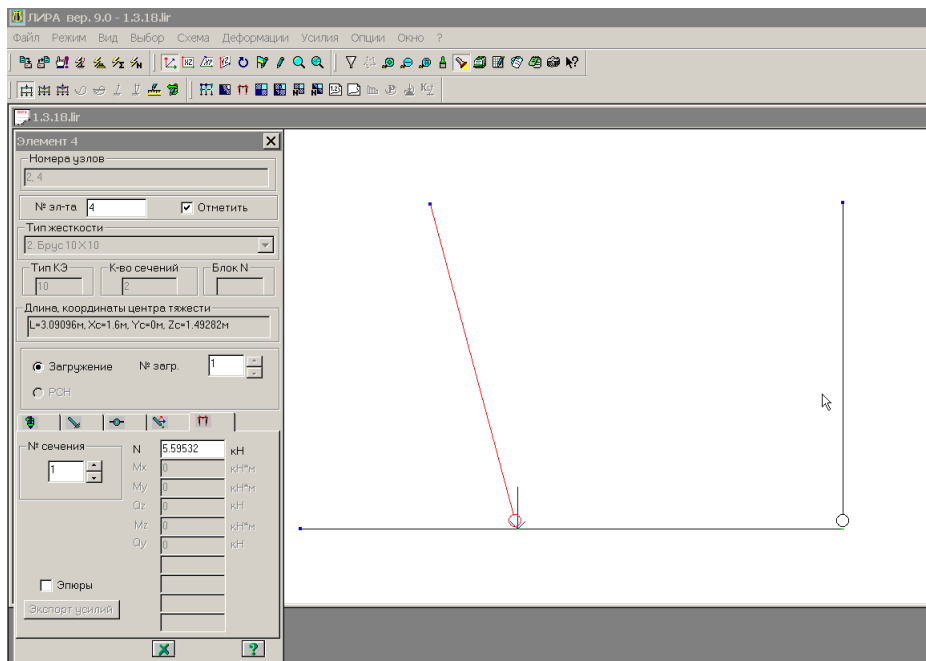 ЛИРА вер. 9.0 - 1.3.18.lir
Файл Режим Вид Выбор Схема Деформации Усилия Опции Окно ?
1.3.18.lir
Элемент 4
Номера узлов
2, 4
№ эл-та 4 Отметить
Тип жесткости
2. Брус 10X10
Тип КЭ К-во сечений Блок N
10 2
Длина, координаты центра тяжести
L=3.09096м, Xc=1.6м, Yc=0м, Zc=1.49282м
Загружение № загр. 1
РСН
№ сечения
1
N 5.59532 кН
Mx 0 кН*м
My 0 кН*м
Qz 0 кН
Mz 0 кН*м
Qy 0 кН
Эпюры
Экспорт усилий